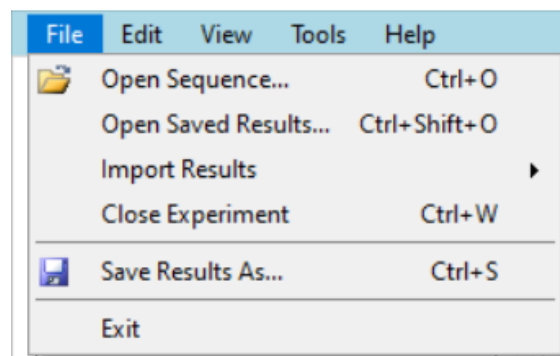 File Edit View Tools Help
Open Sequence... Ctrl+O
Open Saved Results... Ctrl+Shift+O
Import Results
Close Experiment Ctrl+W
Save Results As... Ctrl+S
Exit